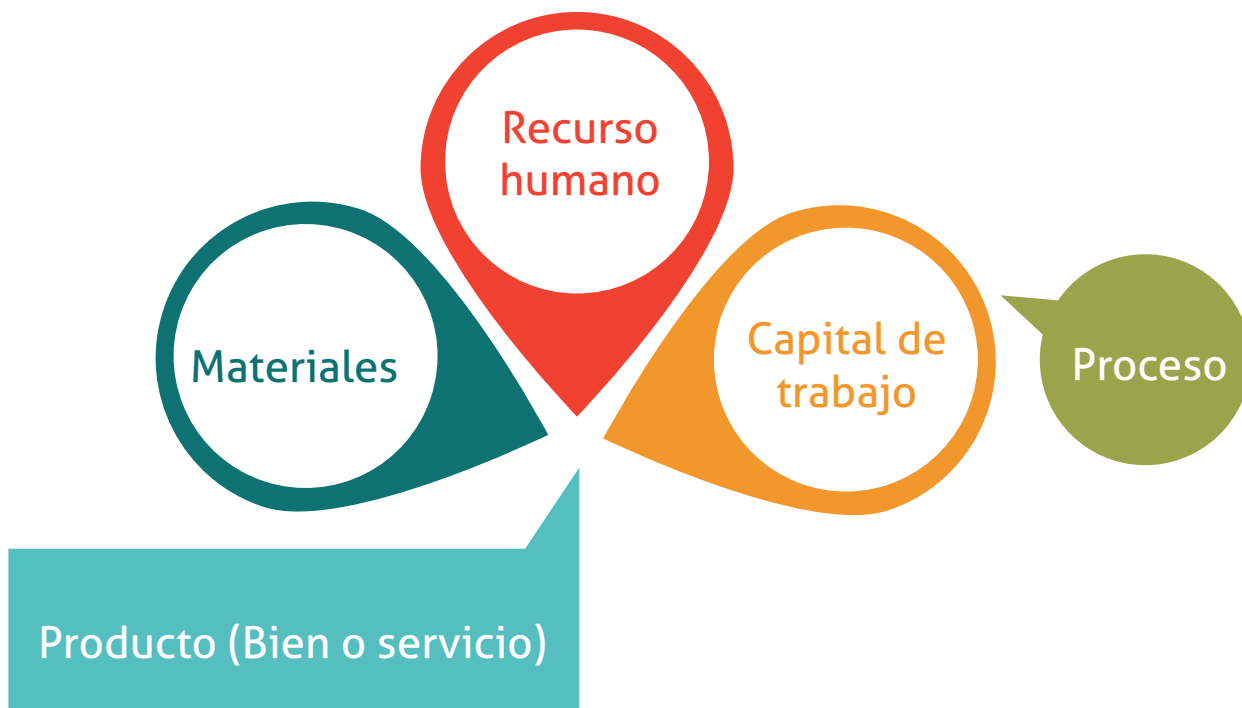 Recurso
humano
Materiales
Capital de
trabajo
Proceso
Producto (Bien o servicio)